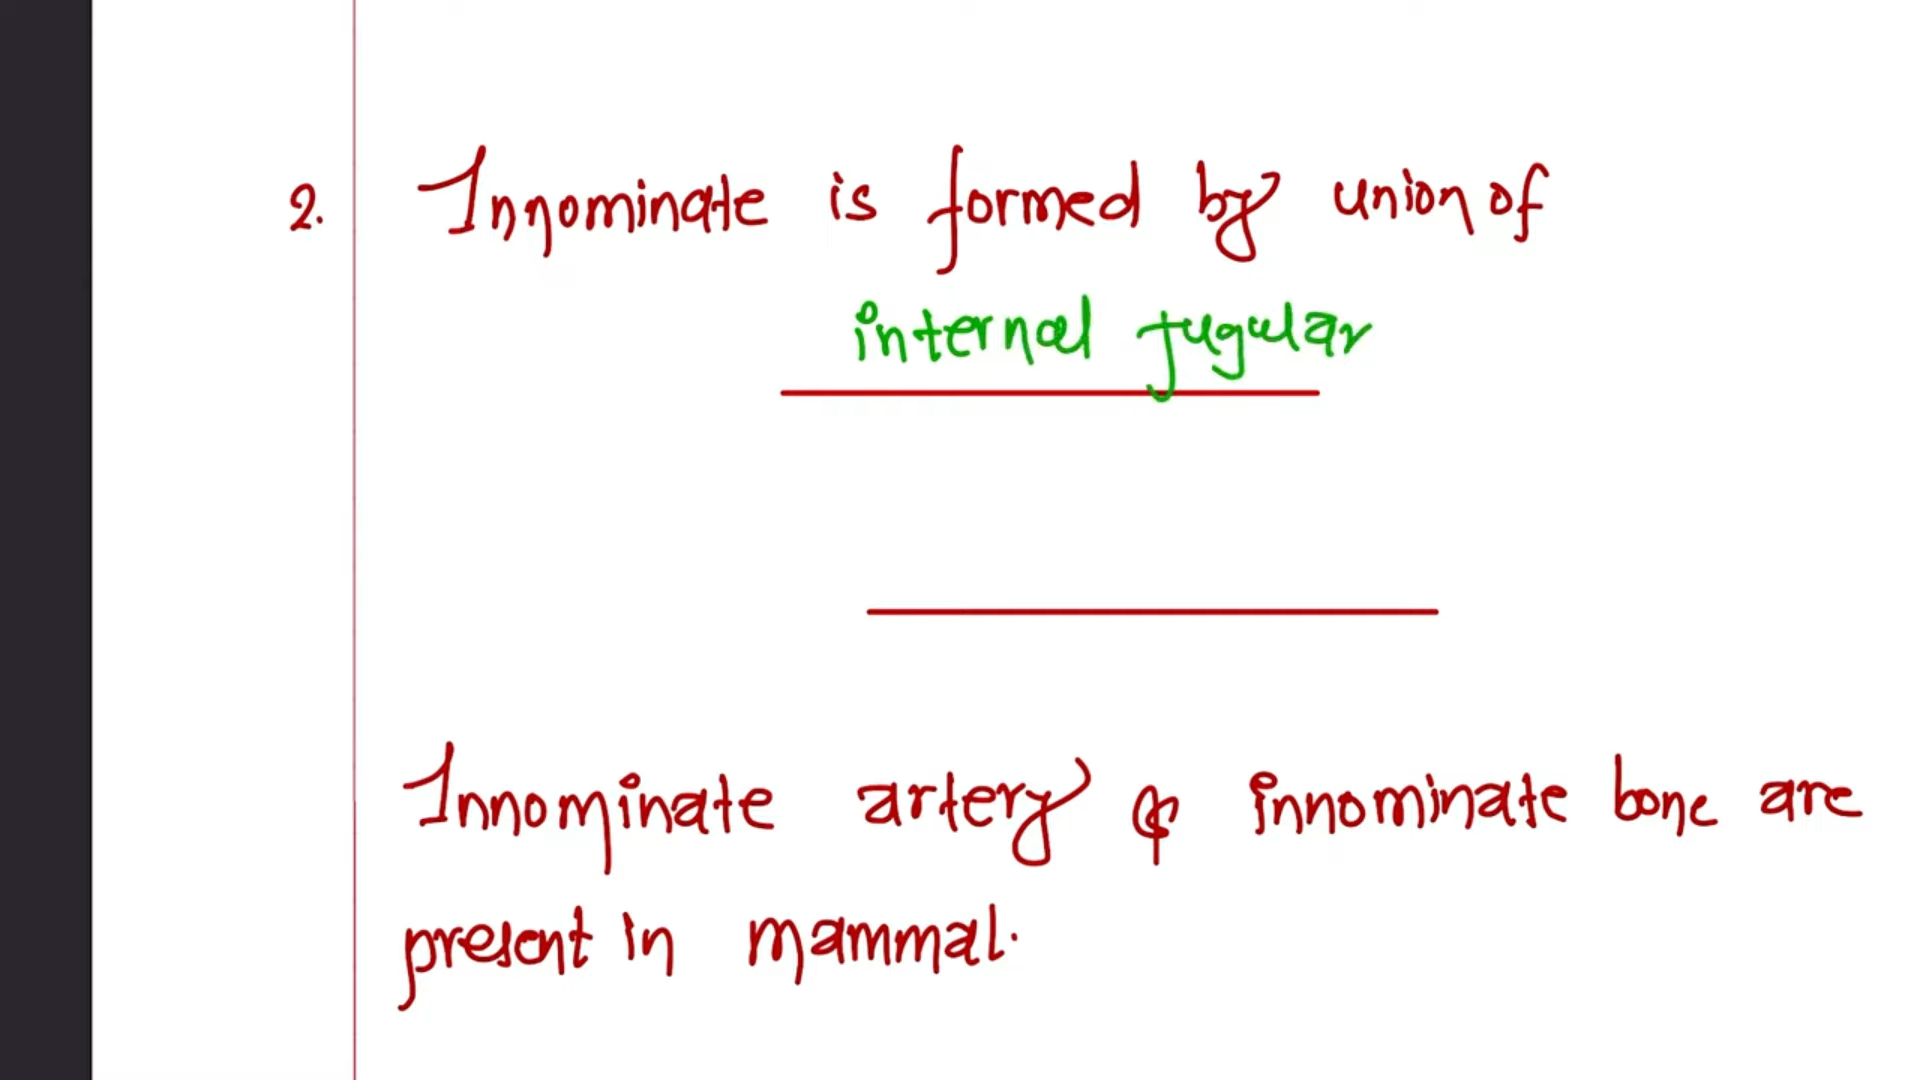 2. Innominate is formed by union of
internal jugular
Innominate artery & innominate bone are
present in mammal.